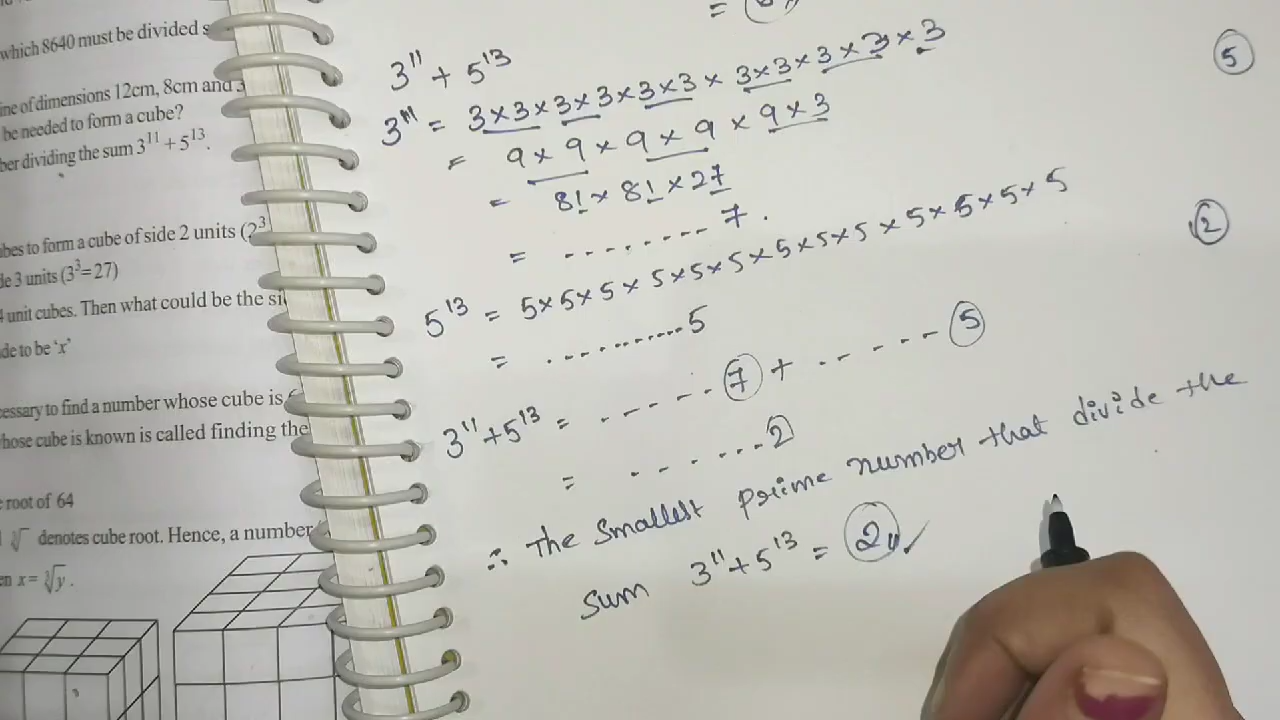 which 8640 must be divided
ne of dimensions 12cm, 8cm and 3
be needed to form a cube?
ber dividing the sum 3¹¹ + 5¹³.
bes to form a cube of side 2 units (2³
de 3 units (3³=27)
unit cubes. Then what could be the si
de to be 'x'
cessary to find a number whose cube is
hose cube is known is called finding the
root of 64
∛ denotes cube root. Hence, a number
en x = ∛y.
3¹¹ + 5¹³
3¹¹ = 3×3×3×3×3×3×3×3×3×3×3
= 9×9×9×9×9×3
= 81×81×27
= ........7.
5¹³ = 5×5×5×5×5×5×5×5×5×5×5×5×5
= ..........5
3¹¹+5¹³ = ......7 + ......5
= ......2
∴ The smallest prime number that divide the
sum 3¹¹+5¹³ = 2
5
2